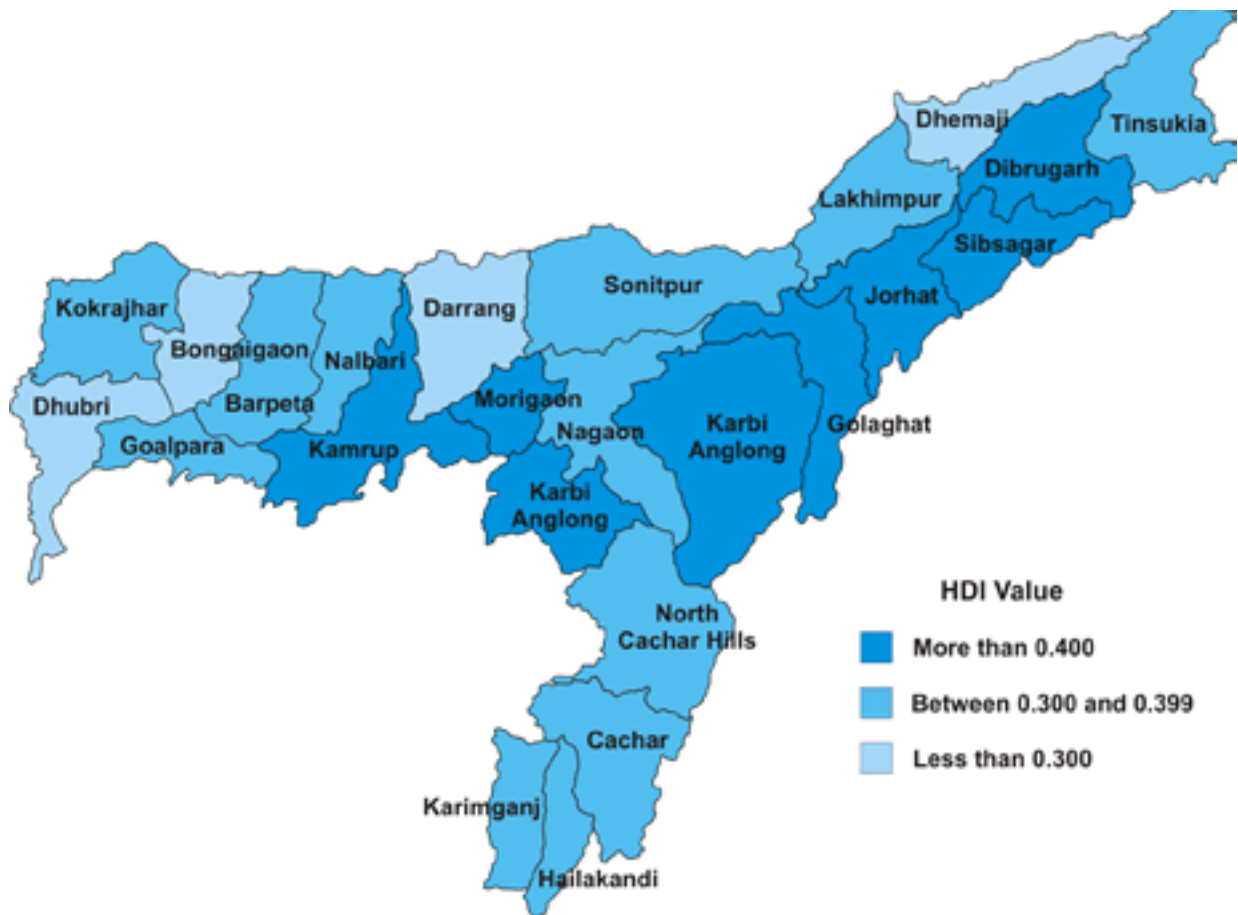 Dhemaji
Tinsukia
Dibrugarh
Lakhimpur
Sibsagar
Sonitpur
Jorhat
Kokrajhar
Darrang
Bongaigaon
Nalbari
Dhubri
Barpeta
Morigaon
Karbi
Anglong
Golaghat
Nagaon
Goalpara
Kamrup
Karbi
Anglong
HDI Value
North
Cachar Hills
More than 0.400
Between 0.300 and 0.399
Cachar
Less than 0.300
Karimganj
Hailakandi